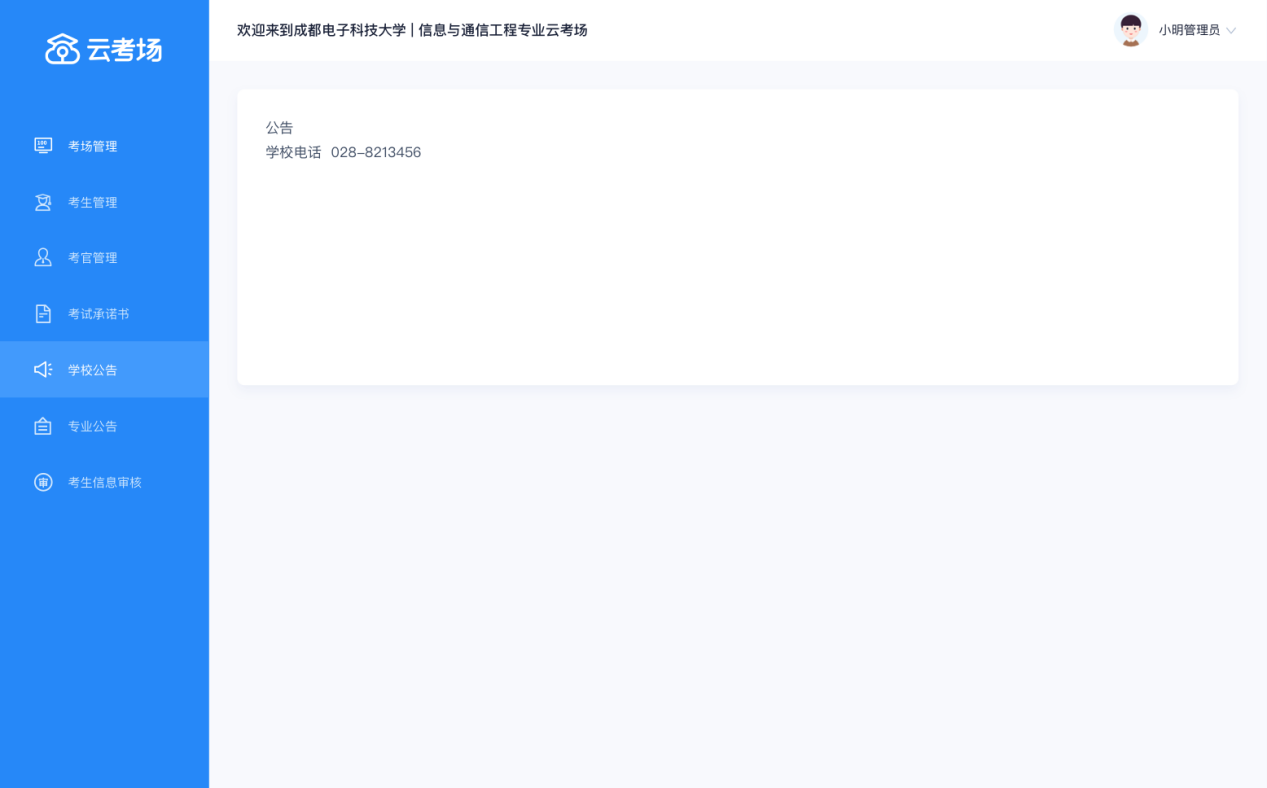 云考场
欢迎来到成都电子科技大学 | 信息与通信工程专业云考场
小明管理员
100
考场管理
考生管理
考官管理
考试承诺书
学校公告
专业公告
审
考生信息审核
公告
学校电话 028-8213456